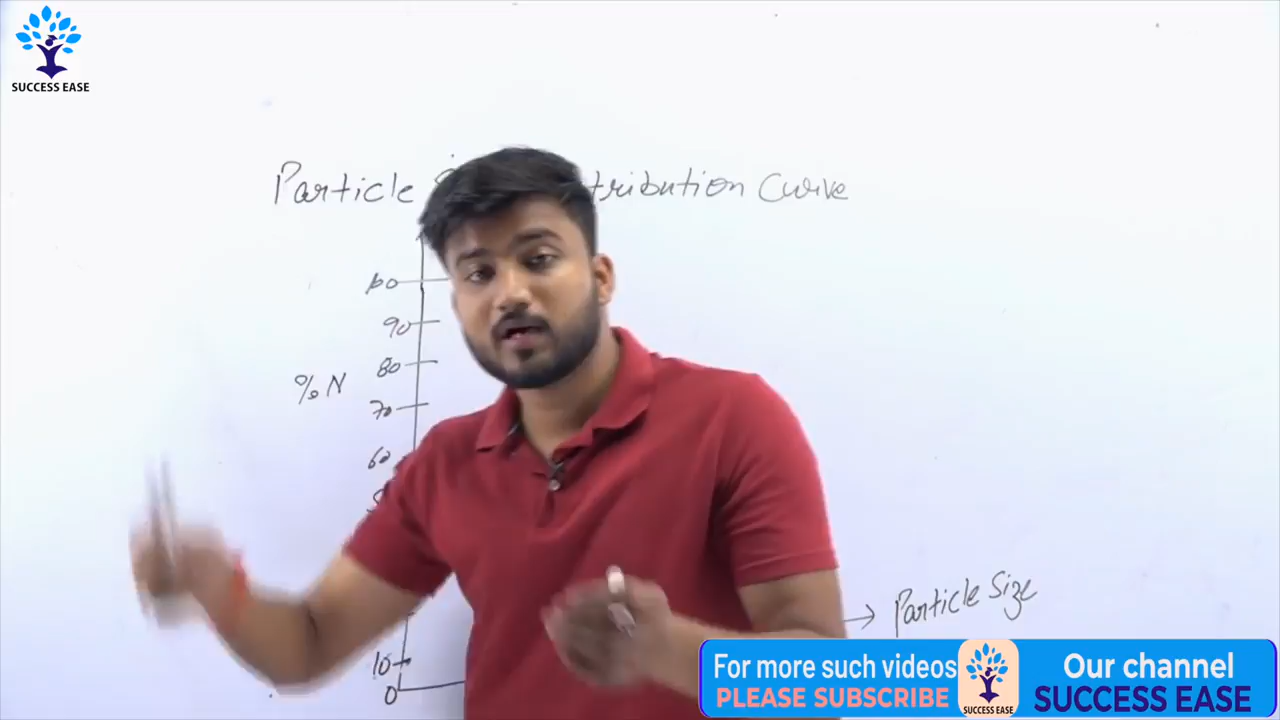 SUCCESS EASE
Particle tribution Curve
100
90
80
% N
70
60
10
0
Particle Size
For more such videos
PLEASE SUBSCRIBE
SUCCESS EASE
Our channel
SUCCESS EASE